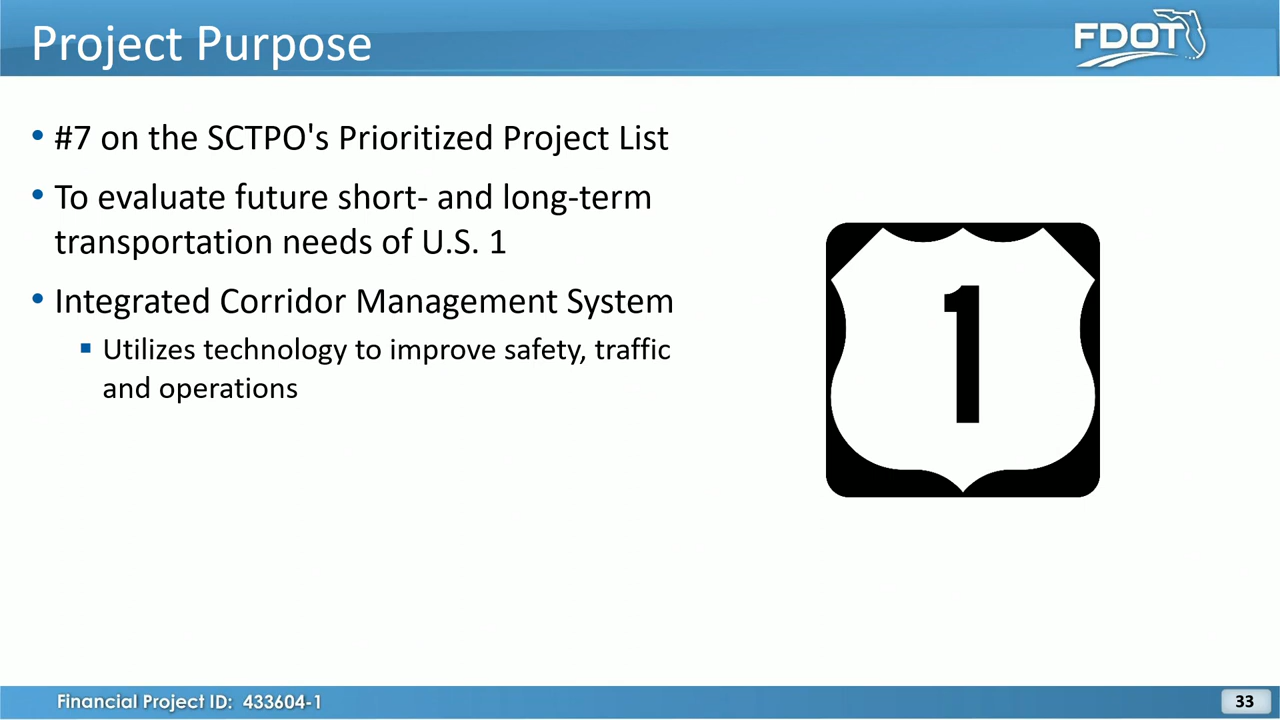 Project Purpose
FDOT
• #7 on the SCTPO's Prioritized Project List
• To evaluate future short- and long-term
transportation needs of U.S. 1
• Integrated Corridor Management System
▪ Utilizes technology to improve safety, traffic
and operations
1
Financial Project ID: 433604-1
33